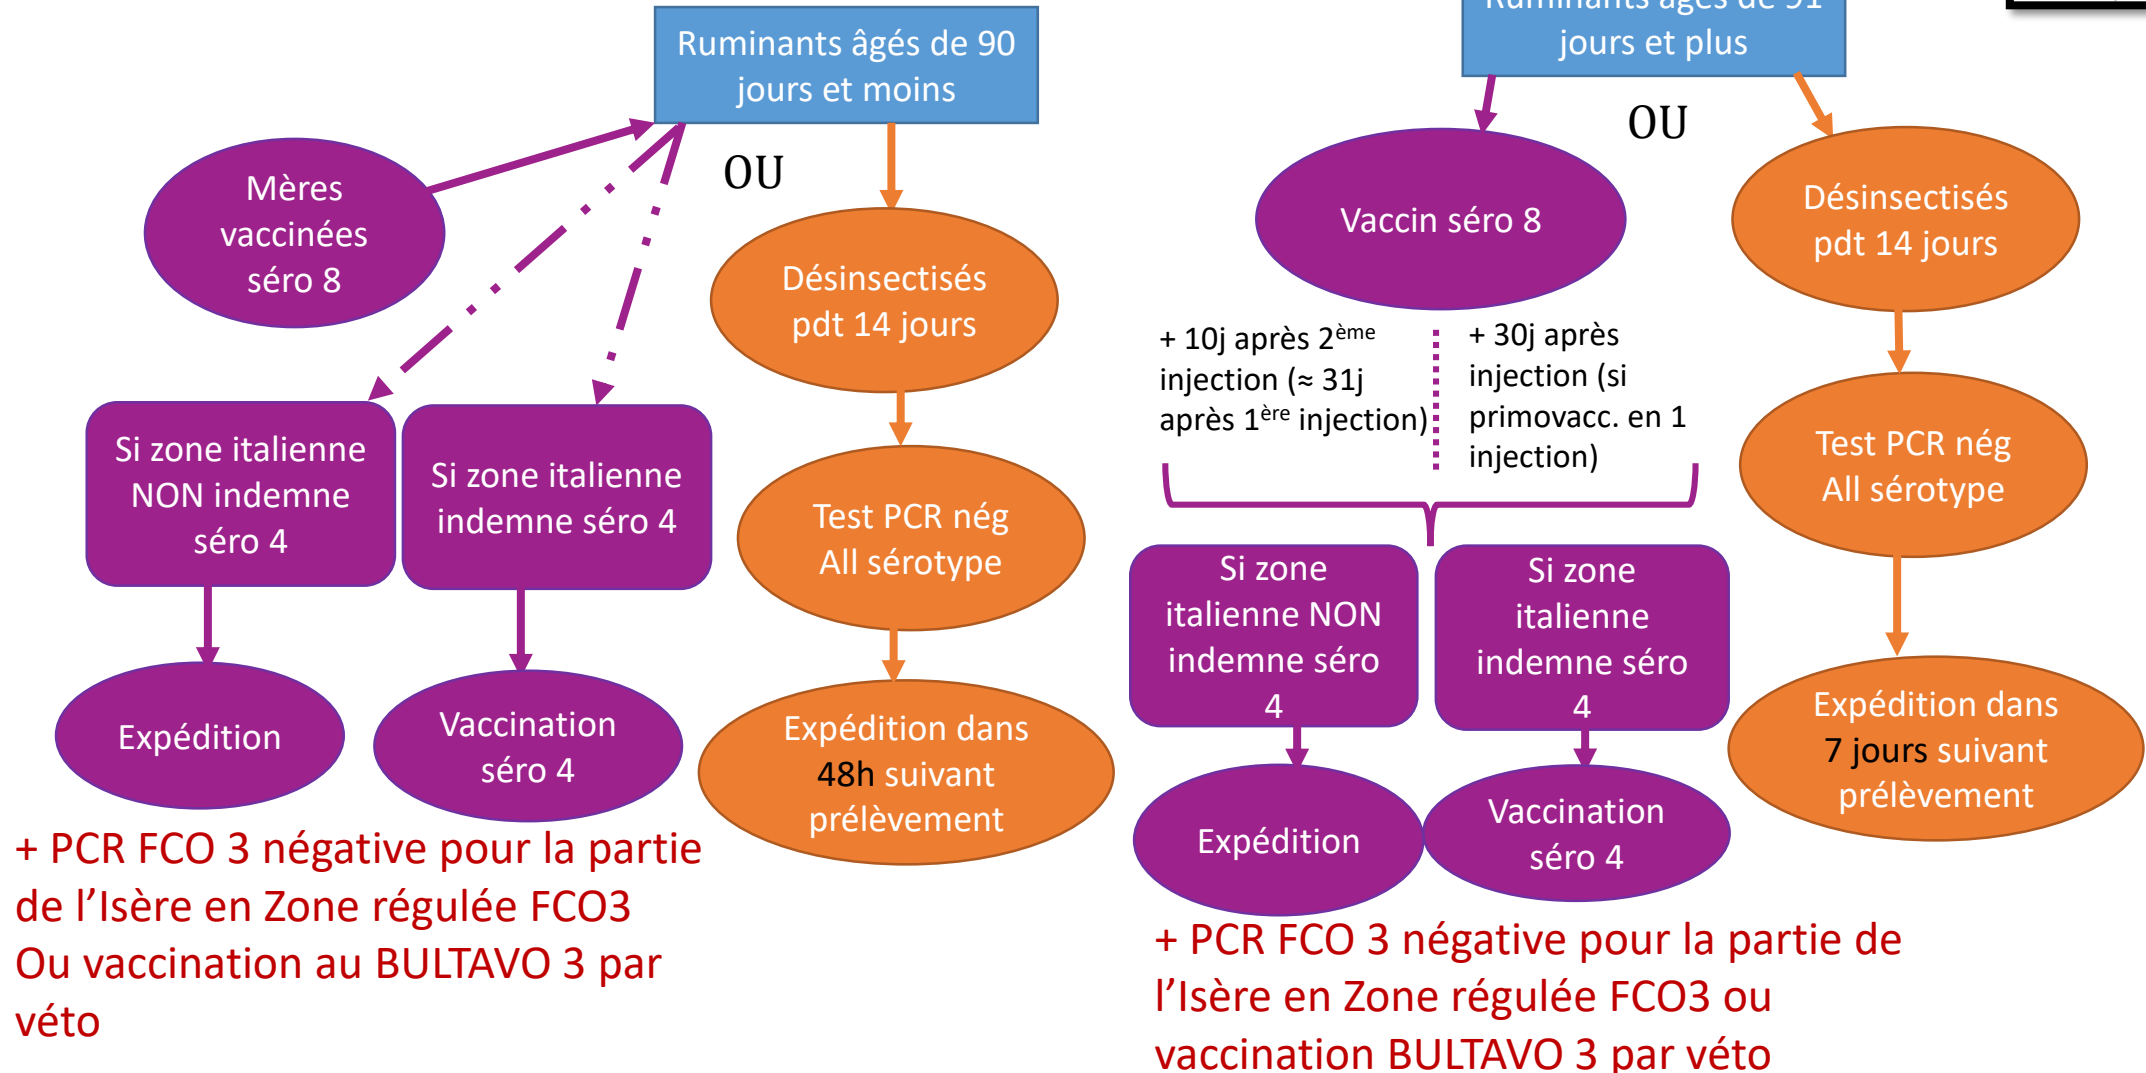 Ruminants âgés de 90
jours et moins
OU
Mères
vaccinées
séro 8
Désinsectisés
pdt 14 jours
Si zone italienne
NON indemne
séro 4
Si zone italienne
indemne séro 4
Test PCR nég
All sérotype
Expédition
Vaccination
séro 4
Expédition dans
48h suivant
prélèvement
+ PCR FCO 3 négative pour la partie
de l’Isère en Zone régulée FCO3
Ou vaccination au BULTAVO 3 par
véto
Ruminants âgés de 91
jours et plus
OU
Vaccin séro 8
Désinsectisés
pdt 14 jours
+ 10j après 2ème
injection (≈ 31j
après 1ère injection)
+ 30j après
injection (si
primovacc. en 1
injection)
Test PCR nég
All sérotype
Si zone
italienne NON
indemne séro
4
Si zone
italienne
indemne séro
4
Expédition
Vaccination
séro 4
Expédition dans
7 jours suivant
prélèvement
+ PCR FCO 3 négative pour la partie de
l’Isère en Zone régulée FCO3 ou
vaccination BULTAVO 3 par véto